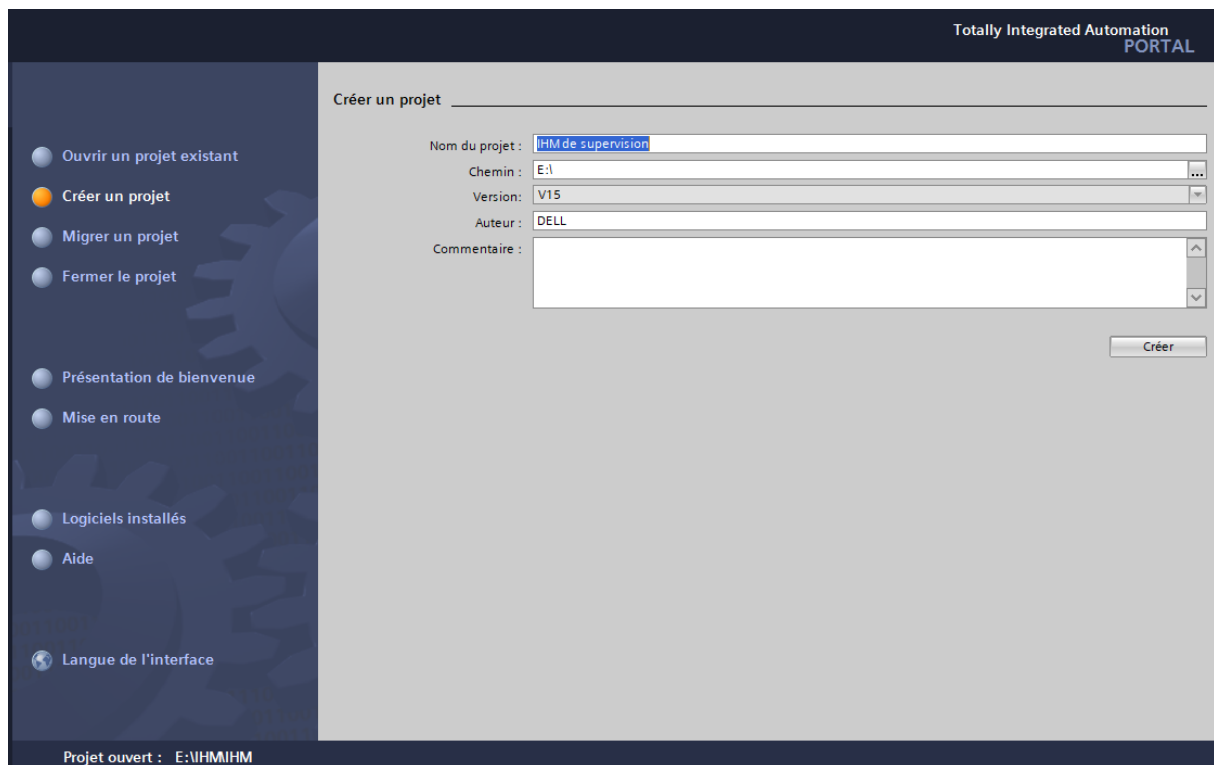 Totally Integrated Automation
PORTAL
Ouvrir un projet existant
Créer un projet
Migrer un projet
Fermer le projet
Présentation de bienvenue
Mise en route
Logiciels installés
Aide
Langue de l'interface
Créer un projet
Nom du projet : IHM de supervision
Chemin : E:\
...
Version: V15
Auteur : DELL
Commentaire :
Créer
Projet ouvert : E:\IHM\IHM